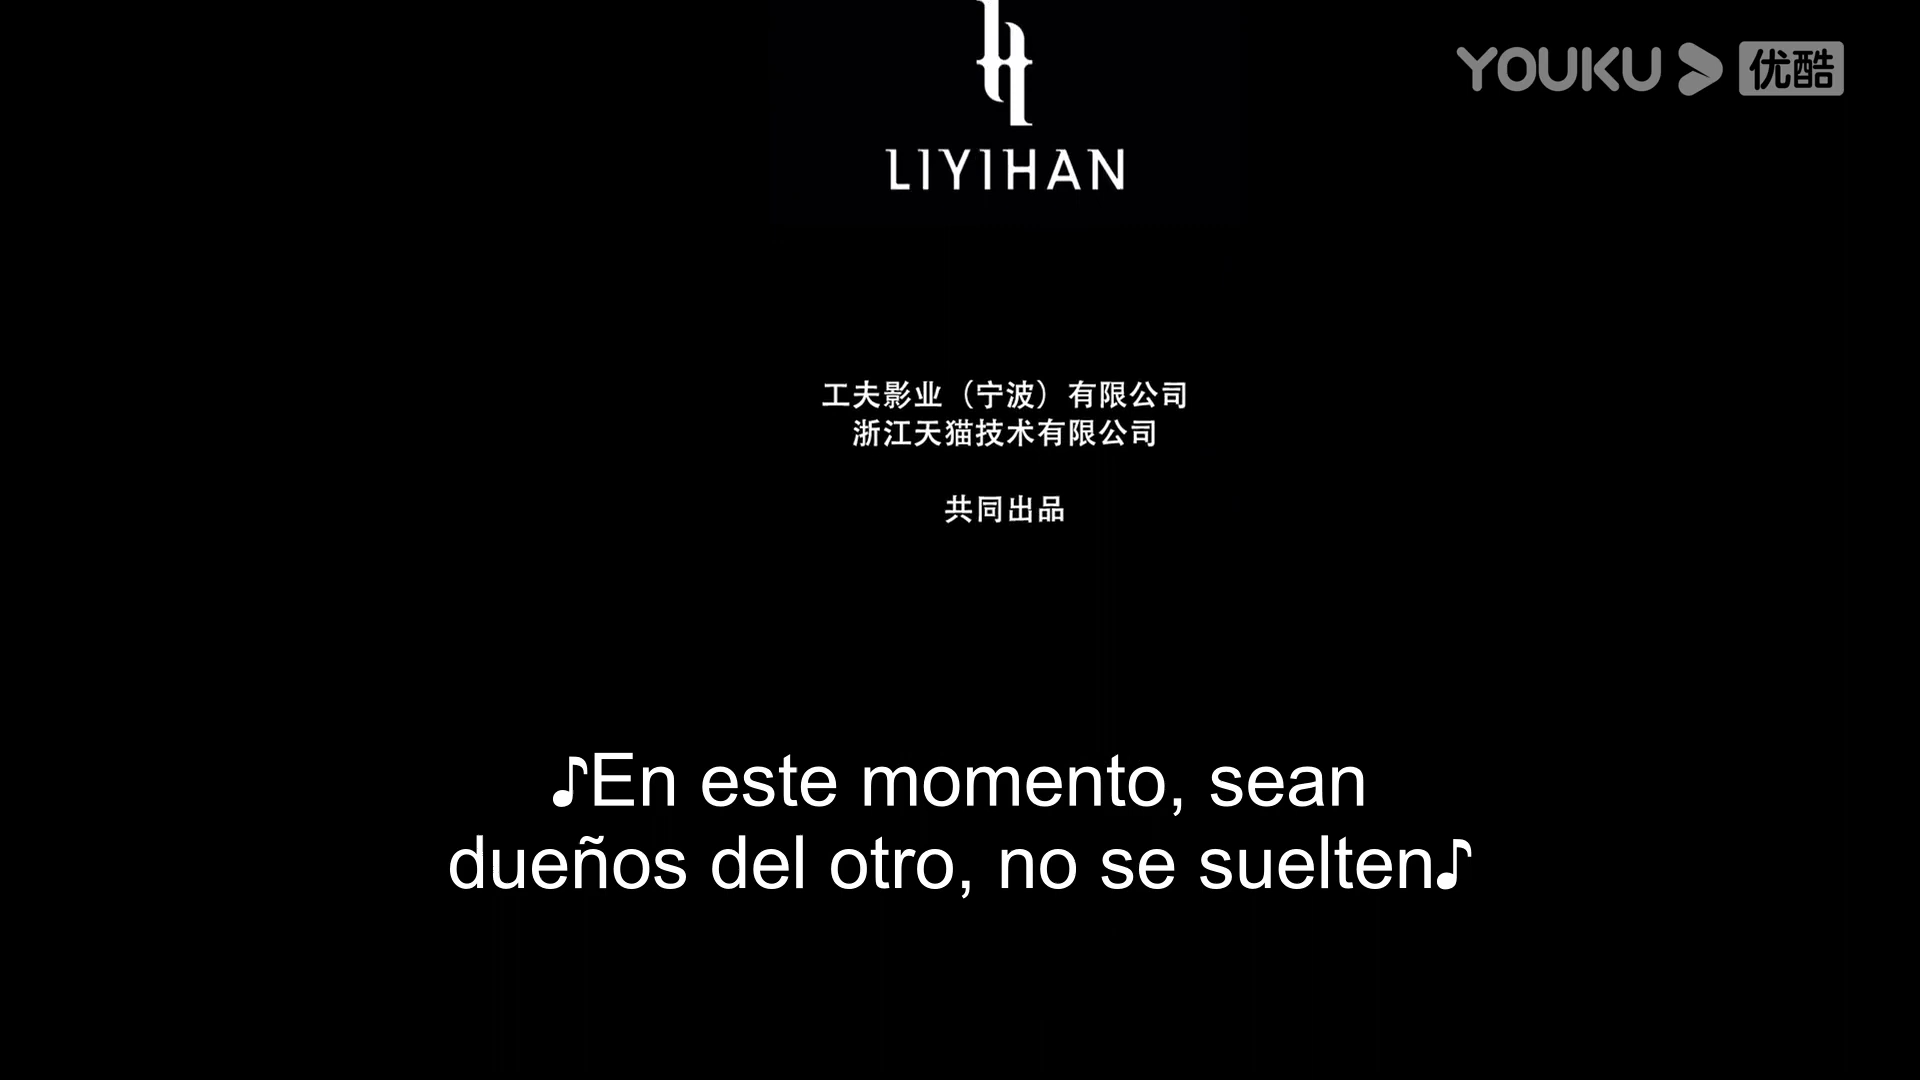 YOUKU 优酷
LIYIHAN
工夫影业（宁波）有限公司
浙江天猫技术有限公司
共同出品
♪En este momento, sean
dueños del otro, no se suelten♪